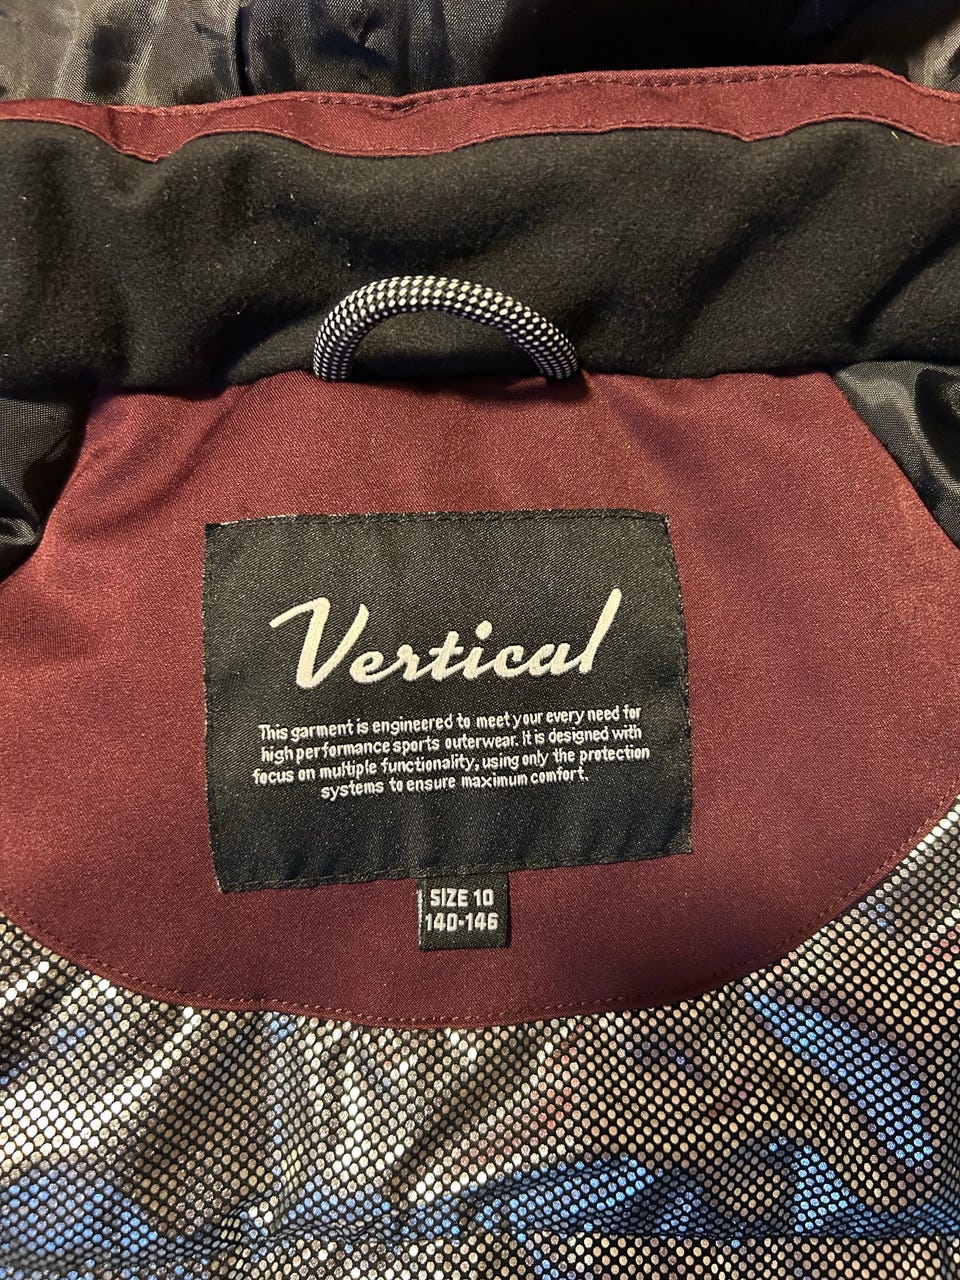 Vertical
This garment is engineered to meet your every need for
high performance sports outerwear. It is designed with
focus on multiple functionality, using only the protection
systems to ensure maximum comfort.
SIZE 10
140-146